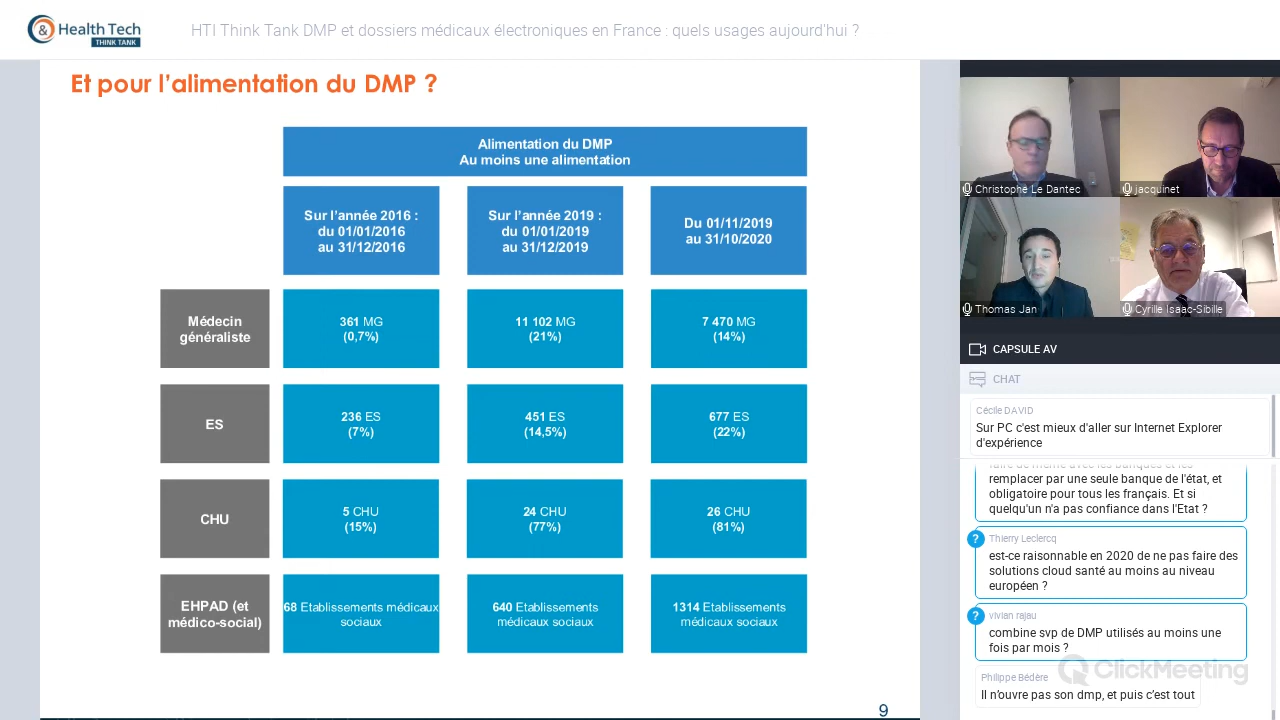 & Health Tech
THINK TANK
HTI Think Tank DMP et dossiers médicaux électroniques en France : quels usages aujourd'hui ?
Et pour l'alimentation du DMP ?
Alimentation du DMP
Au moins une alimentation
Sur l'année 2016 :
du 01/01/2016
au 31/12/2016
Sur l'année 2019 :
du 01/01/2019
au 31/12/2019
Du 01/11/2019
au 31/10/2020
Médecin
généraliste
361 MG
(0,7%)
11 102 MG
(21%)
7 470 MG
(14%)
ES
236 ES
(7%)
451 ES
(14,5%)
677 ES
(22%)
CHU
5 CHU
(15%)
24 CHU
(77%)
26 CHU
(81%)
EHPAD (et
médico-social)
68 Etablissements médicaux
sociaux
640 Etablissements
médicaux sociaux
1314 Etablissements
médicaux sociaux
9
Christophe Le Dantec
jacquinet
Thomas Jan
Cyrille Isaac-Sibille
CAPSULE AV
CHAT
Cécile DAVID
Sur PC c'est mieux d'aller sur Internet Explorer
d'expérience
faire de même avec les banques et les
remplacer par une seule banque de l'état, et
obligatoire pour tous les français. Et si
quelqu'un n'a pas confiance dans l'Etat ?
?
Thierry Leclercq
est-ce raisonnable en 2020 de ne pas faire des
solutions cloud santé au moins au niveau
européen ?
?
vivian rajau
combine svp de DMP utilisés au moins une
fois par mois ?
ClickMeeting
Philippe Bédère
Il n'ouvre pas son dmp, et puis c'est tout